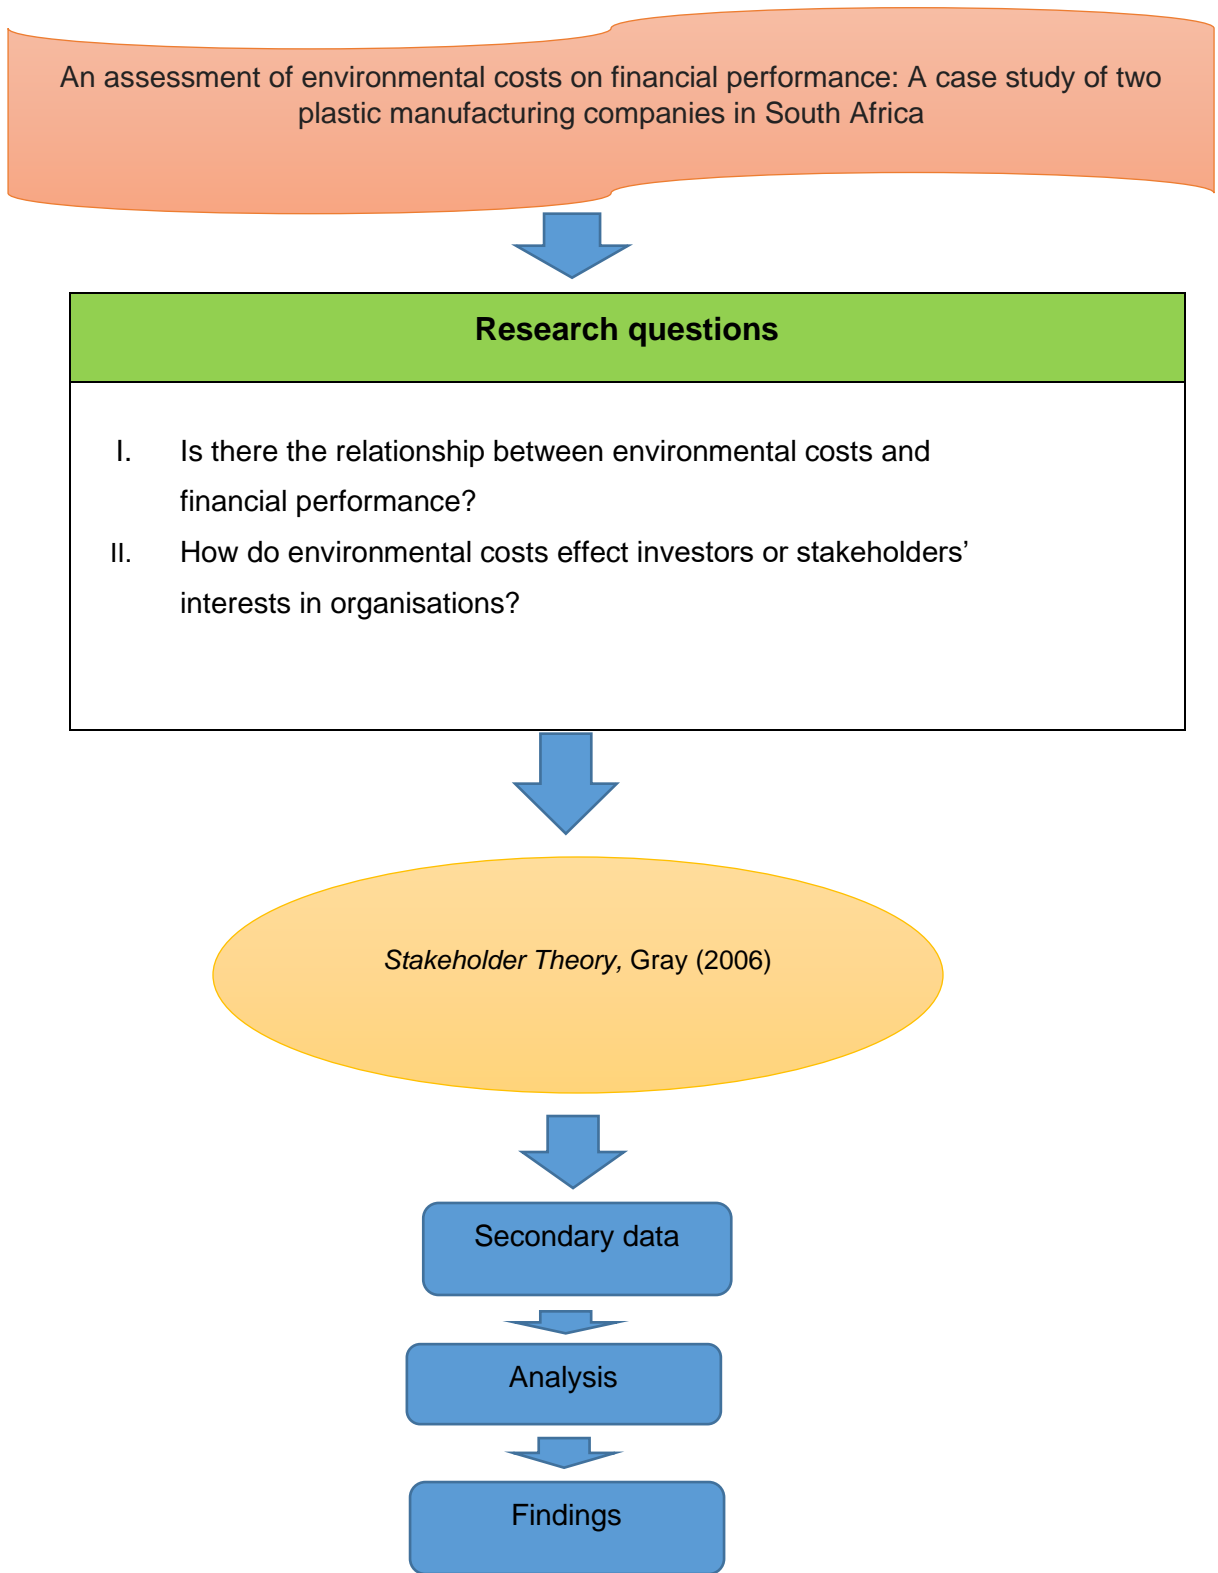 An assessment of environmental costs on financial performance: A case study of two
plastic manufacturing companies in South Africa
Research questions
I. Is there the relationship between environmental costs and
financial performance?
II. How do environmental costs effect investors or stakeholders’
interests in organisations?
Stakeholder Theory, Gray (2006)
Secondary data
Analysis
Findings